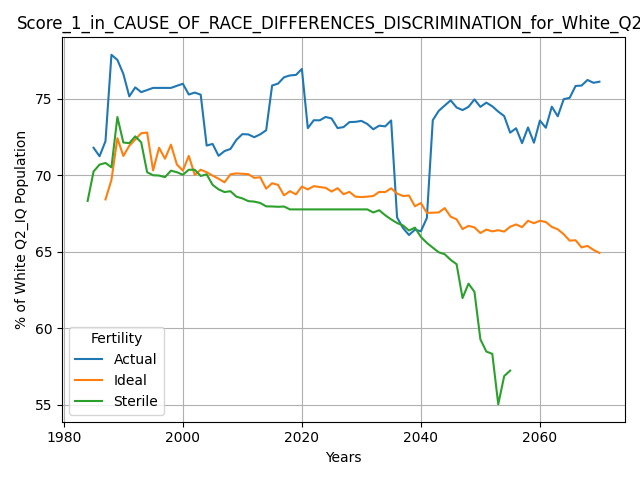 Score_1_in_CAUSE_OF_RACE_DIFFERENCES_DISCRIMINATION_for_White_Q2
% of White Q2_IQ Population
75
70
65
60
55
Fertility
Actual
Ideal
Sterile
1980
2000
2020
2040
2060
Years